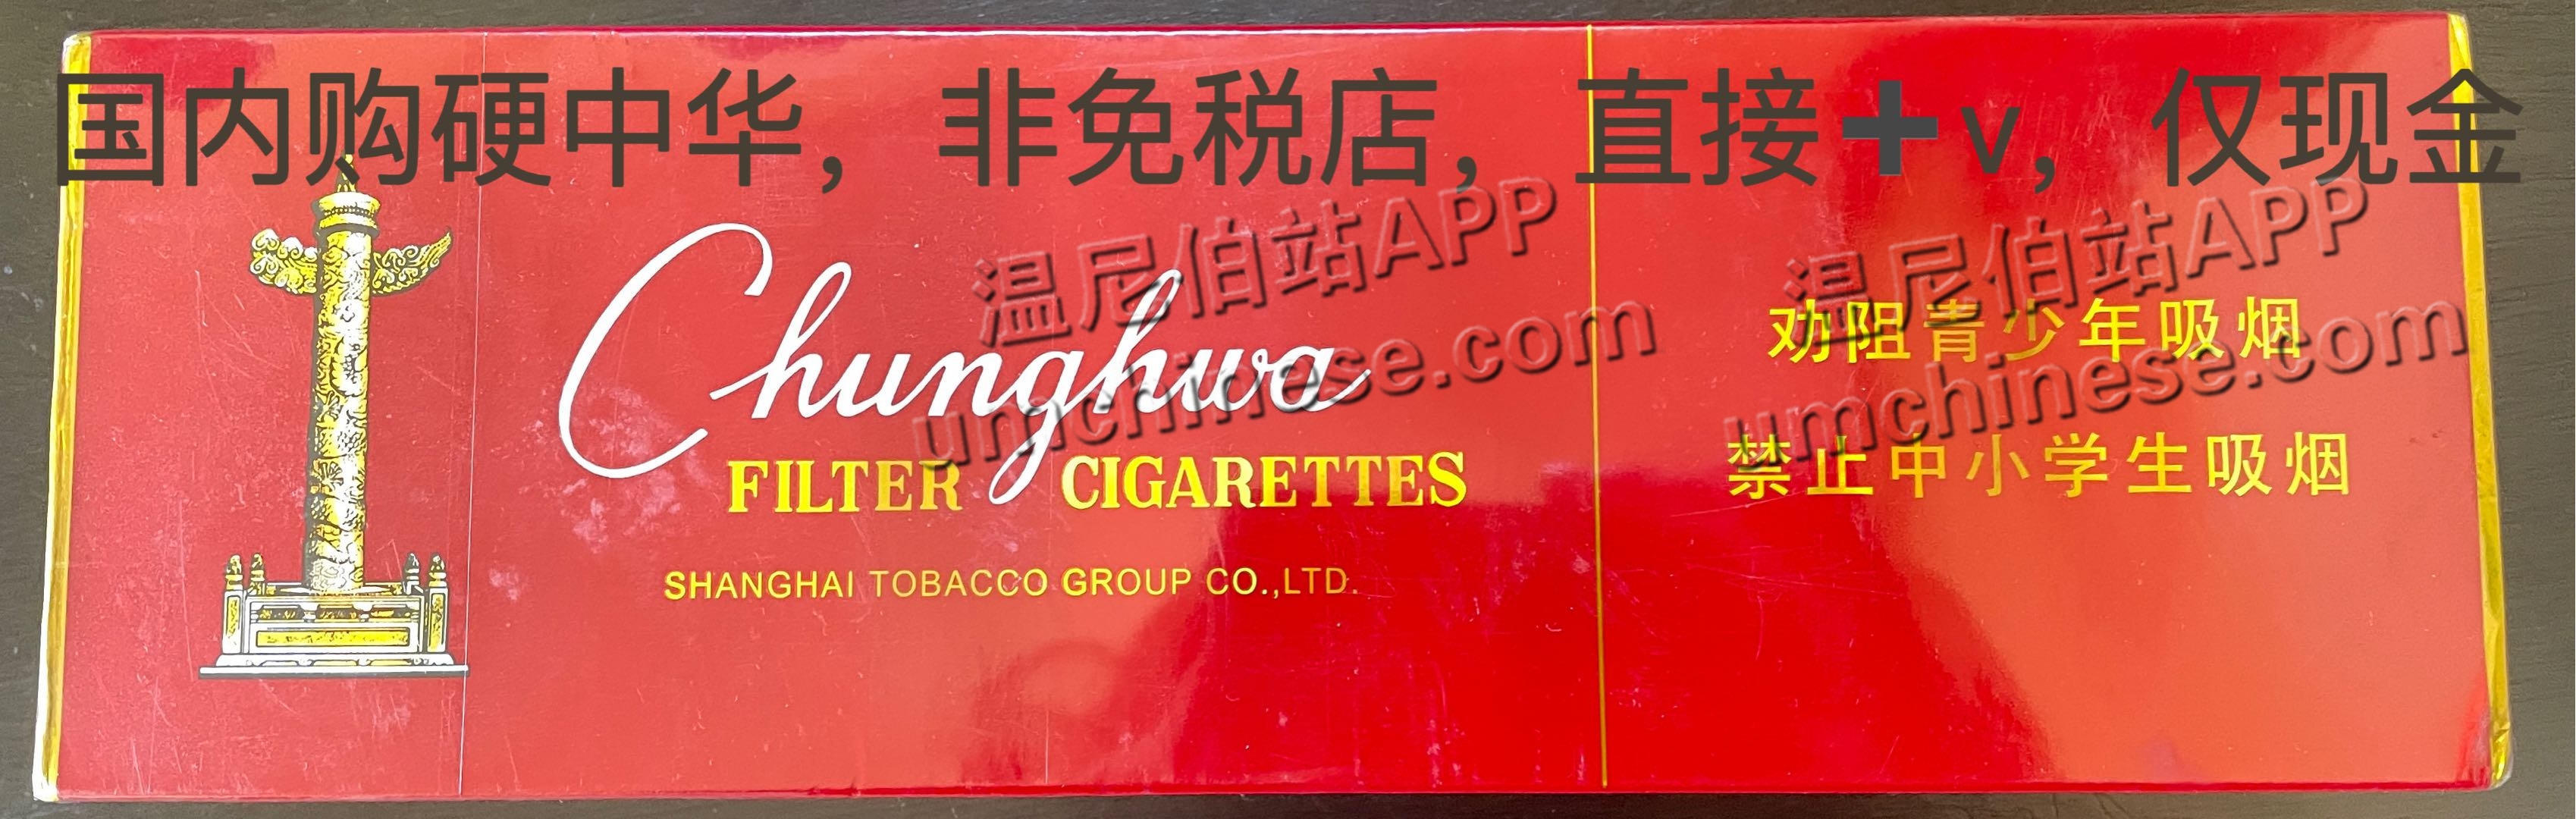 国内购硬中华，非免税店，直接➕v，仅现金
温尼伯站APP
umchinese.com
温尼伯站APP
umchinese.com
Chunghwa
FILTER CIGARETTES
SHANGHAI TOBACCO GROUP CO.,LTD.
劝阻青少年吸烟
禁止中小学生吸烟